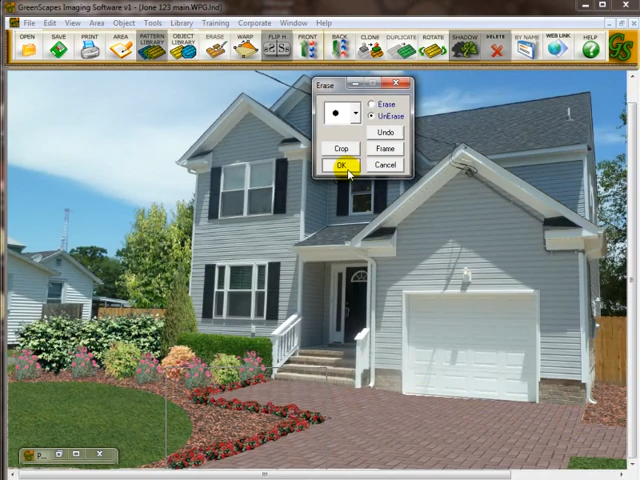 GreenScapes Imaging Software v1 - [Jone 123 main.WPG.lnd]
File Edit View Area Object Tools Library Training Corporate Window Help
OPEN SAVE PRINT AREA PATTERN LIBRARY OBJECT LIBRARY ERASE WARP FLIP H. FRONT BACK CLONE DUPLICATE ROTATE SHADOW DELETE BY NAME WEB LINK HELP
GS
Erase
Erase
UnErase
Undo
Crop Frame
OK Cancel
P...